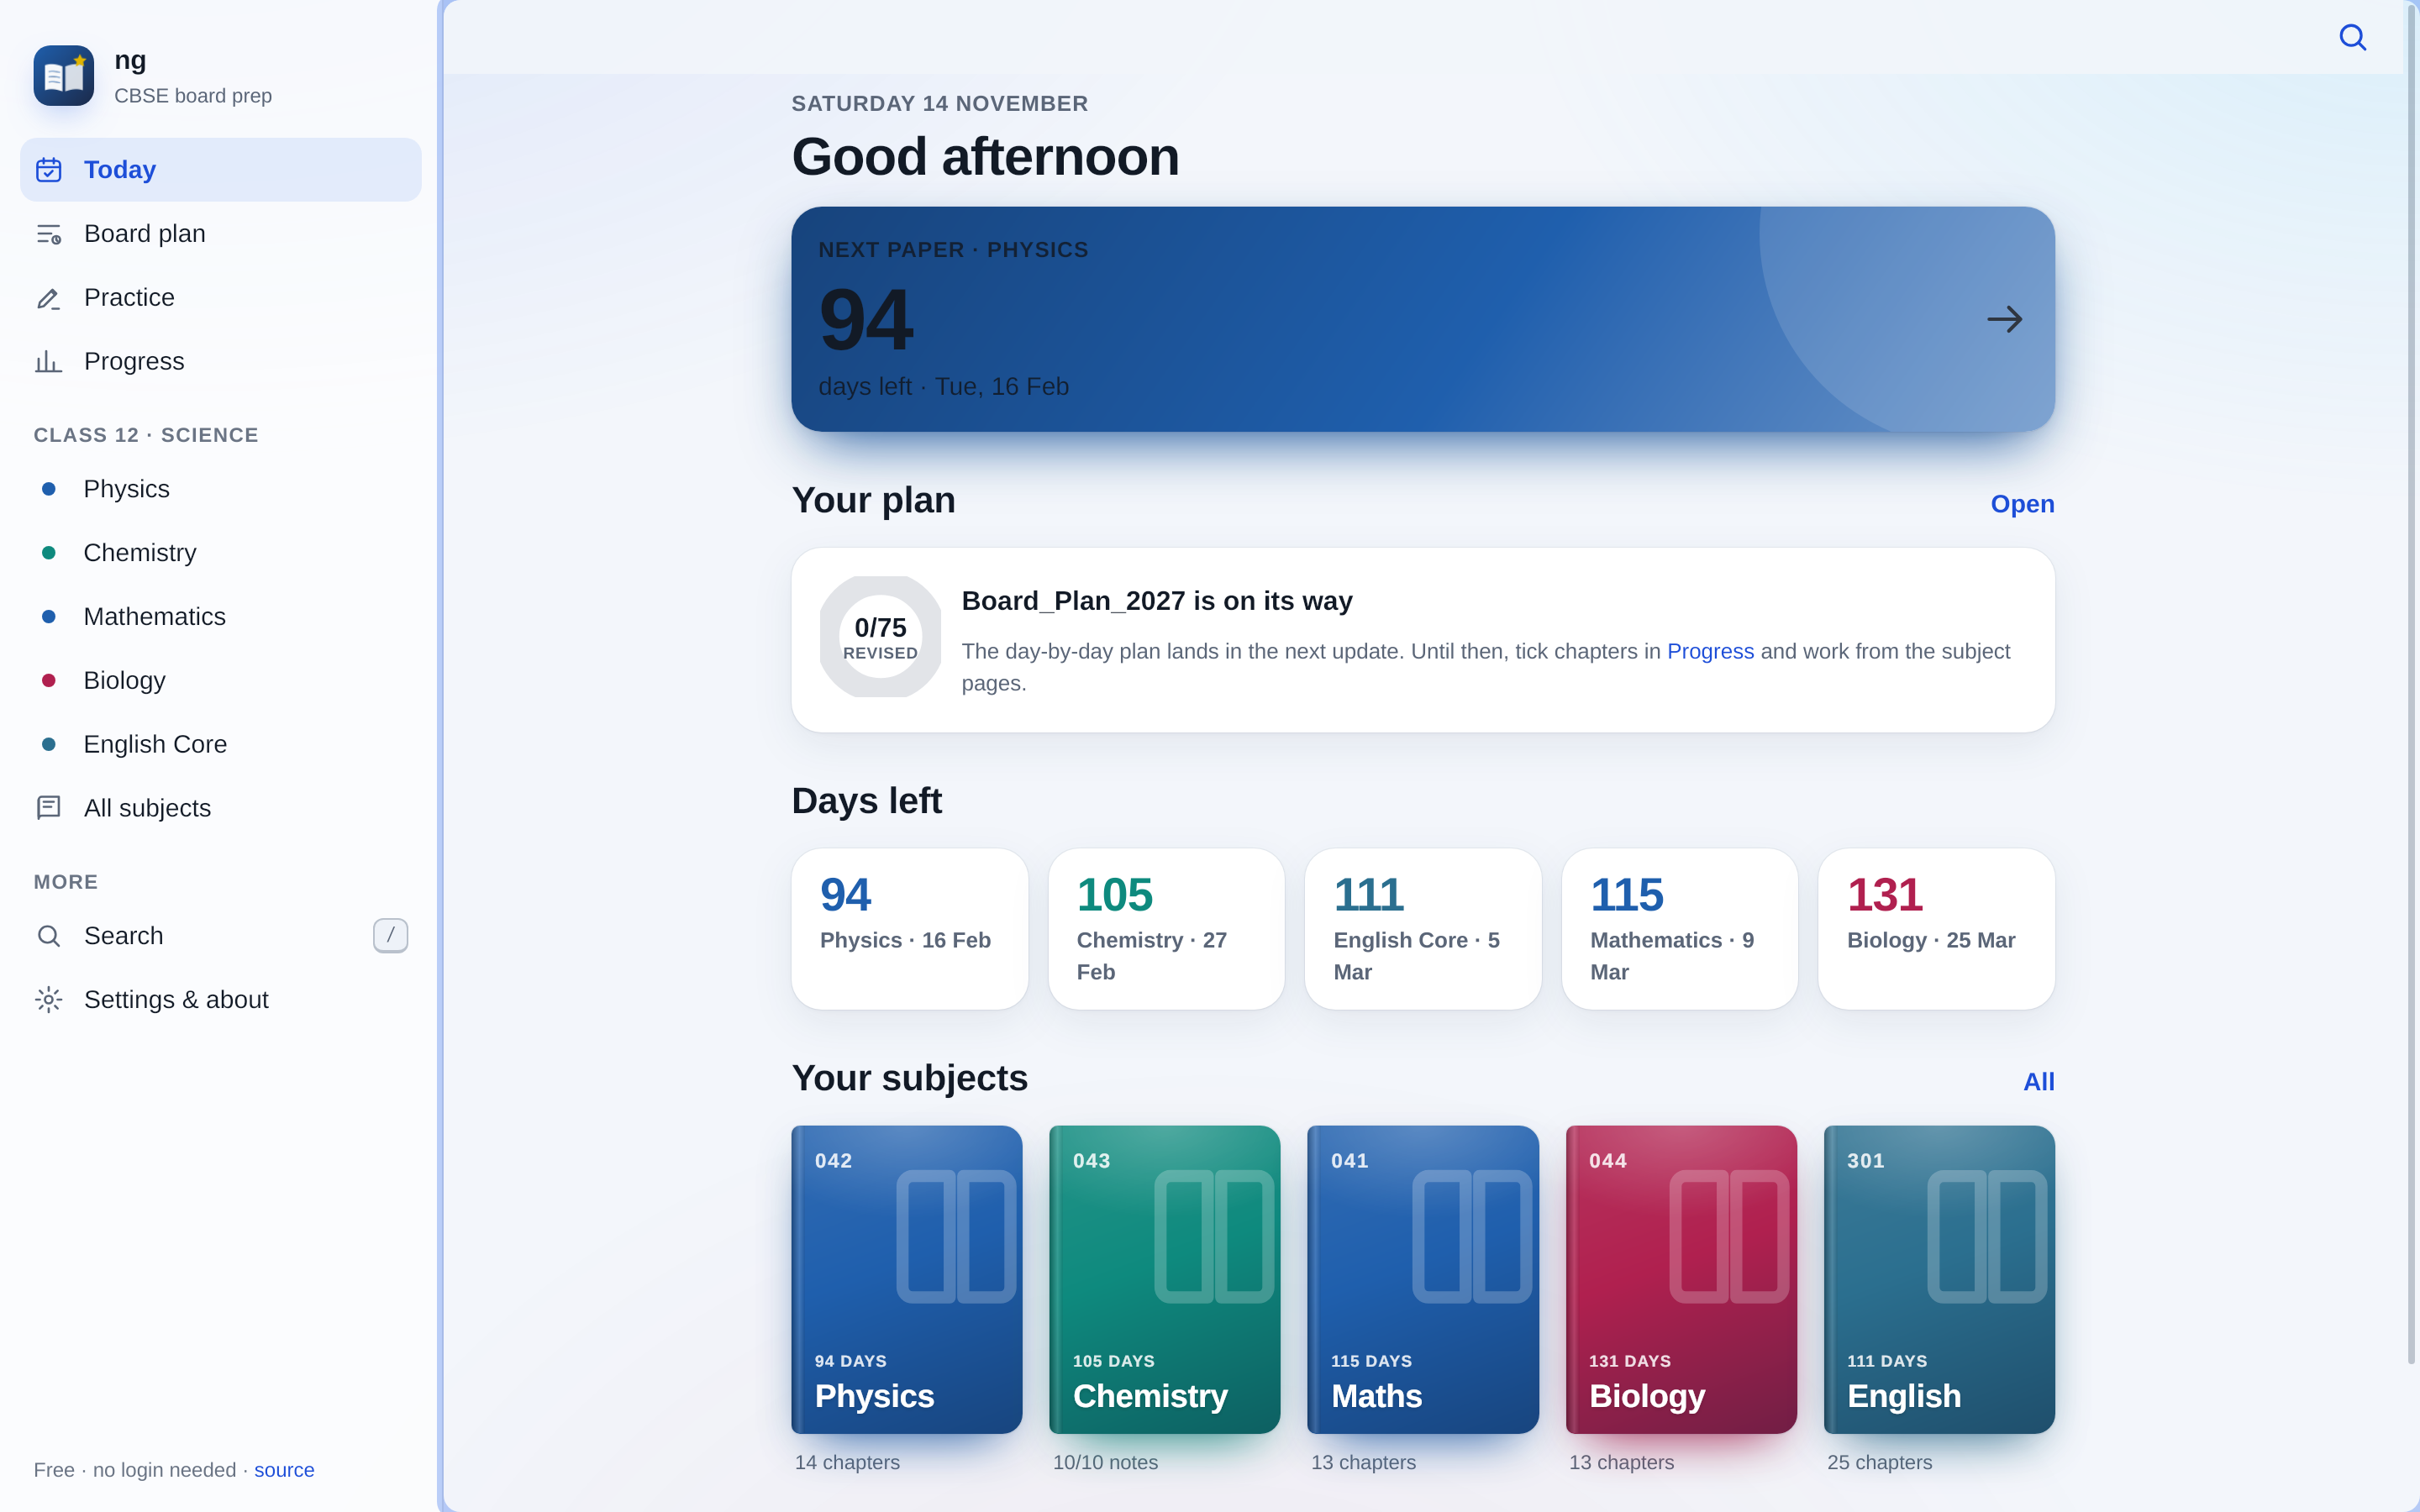 ng
CBSE board prep
Today
Board plan
Practice
Progress
CLASS 12 · SCIENCE
Physics
Chemistry
Mathematics
Biology
English Core
All subjects
MORE
Search /
Settings & about
Free · no login needed · source
SATURDAY 14 NOVEMBER
Good afternoon
NEXT PAPER · PHYSICS
94
days left · Tue, 16 Feb
Your plan
Open
0/75
REVISED
Board_Plan_2027 is on its way
The day-by-day plan lands in the next update. Until then, tick chapters in Progress and work from the subject
pages.
Days left
94
Physics · 16 Feb
105
Chemistry · 27
Feb
111
English Core · 5
Mar
115
Mathematics · 9
Mar
131
Biology · 25 Mar
Your subjects
All
042
94 DAYS
Physics
14 chapters
043
105 DAYS
Chemistry
10/10 notes
041
115 DAYS
Maths
13 chapters
044
131 DAYS
Biology
13 chapters
301
111 DAYS
English
25 chapters